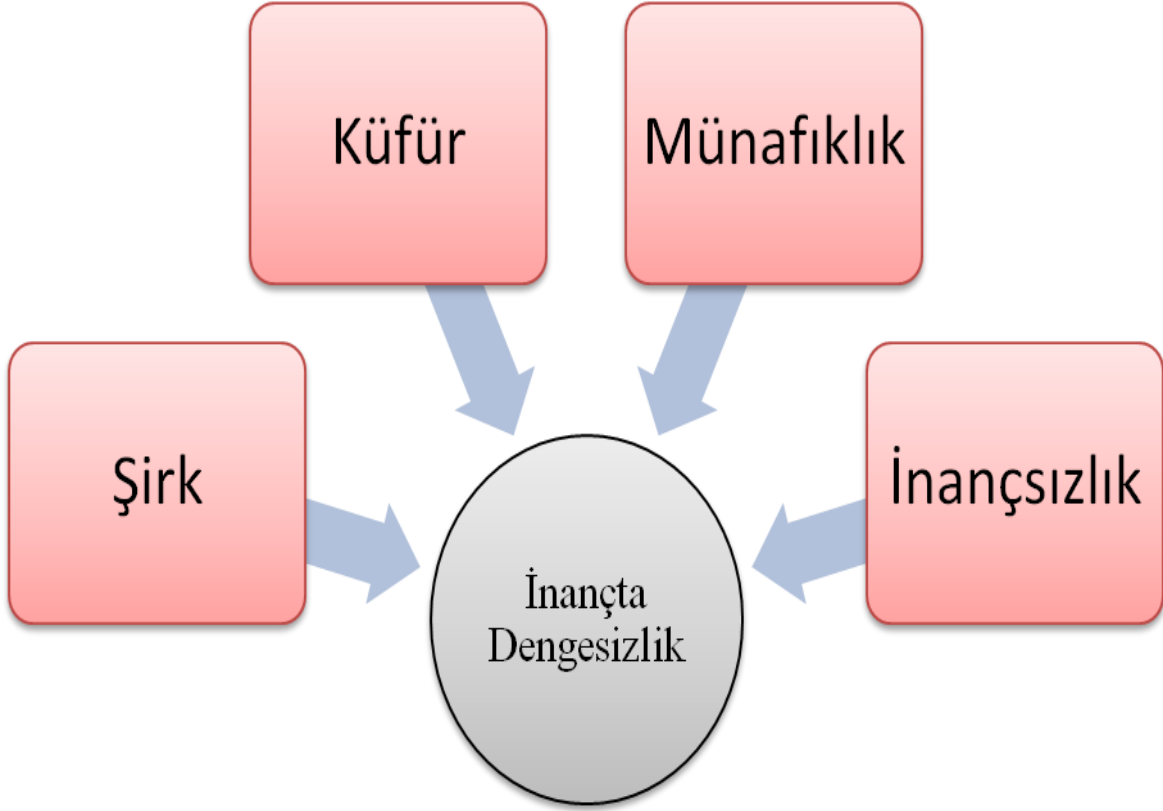 Küfür
Münafıklık
Şirk
İnançsızlık
İnançta
Dengesizlik